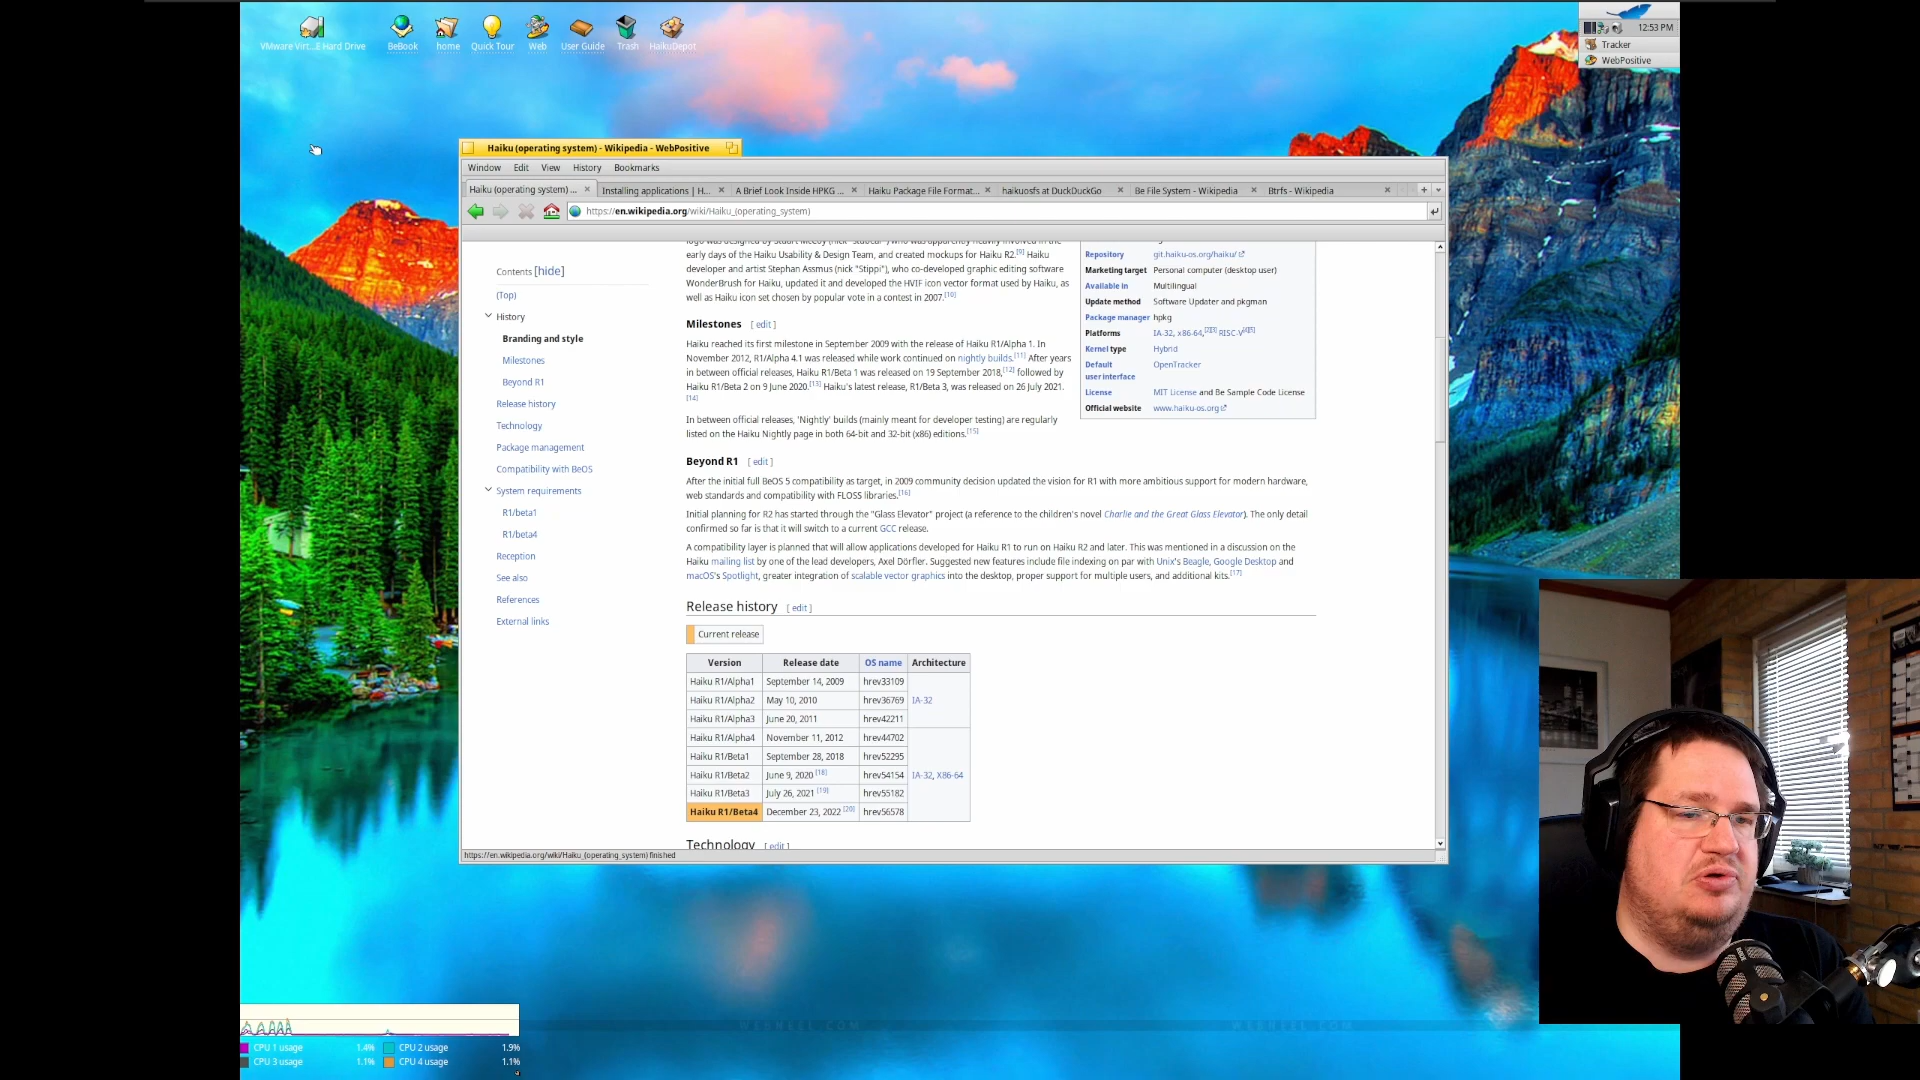 VMware Virt...E Hard Drive
BeBook
home
Quick Tour
Web
User Guide
Trash
HaikuDepot
12:53 PM
Tracker
WebPositive
Haiku (operating system) - Wikipedia - WebPositive
Window Edit View History Bookmarks
Haiku (operating system) ...
Installing applications | H...
A Brief Look Inside HPKG ...
Haiku Package File Format...
haikuosfs at DuckDuckGo
Be File System - Wikipedia
Btrfs - Wikipedia
https://en.wikipedia.org/wiki/Haiku_(operating_system)
Contents [hide]
(Top)
History
Branding and style
Milestones
Beyond R1
Release history
Technology
Package management
Compatibility with BeOS
System requirements
R1/beta1
R1/beta4
Reception
See also
References
External links
early days of the Haiku Usability & Design Team, and created mockups for Haiku R2.[9] Haiku
developer and artist Stephan Assmus (nick "Stippi"), who co-developed graphic editing software
WonderBrush for Haiku, updated it and developed the HVIF icon vector format used by Haiku, as
well as Haiku icon set chosen by popular vote in a contest in 2007.[10]
Milestones [ edit ]
Haiku reached its first milestone in September 2009 with the release of Haiku R1/Alpha 1. In
November 2012, R1/Alpha 4.1 was released while work continued on nightly builds.[11] After years
in between official releases, Haiku R1/Beta 1 was released on 19 September 2018,[12] followed by
Haiku R1/Beta 2 on 9 June 2020.[13] Haiku's latest release, R1/Beta 3, was released on 26 July 2021.
[14]
In between official releases, 'Nightly' builds (mainly meant for developer testing) are regularly
listed on the Haiku Nightly page in both 64-bit and 32-bit (x86) editions.[15]
Repository git.haiku-os.org/haiku/
Marketing target Personal computer (desktop user)
Available in Multilingual
Update method Software Updater and pkgman
Package manager hpkg
Platforms IA-32, x86-64,[2][3] RISC-V[4][5]
Kernel type Hybrid
Default OpenTracker
user interface
License MIT License and Be Sample Code License
Official website www.haiku-os.org
Beyond R1 [ edit ]
After the initial full BeOS 5 compatibility as target, in 2009 community decision updated the vision for R1 with more ambitious support for modern hardware,
web standards and compatibility with FLOSS libraries.[16]
Initial planning for R2 has started through the "Glass Elevator" project (a reference to the children's novel Charlie and the Great Glass Elevator). The only detail
confirmed so far is that it will switch to a current GCC release.
A compatibility layer is planned that will allow applications developed for Haiku R1 to run on Haiku R2 and later. This was mentioned in a discussion on the
Haiku mailing list by one of the lead developers, Axel Dörfler. Suggested new features include file indexing on par with Unix's Beagle, Google Desktop and
macOS's Spotlight, greater integration of scalable vector graphics into the desktop, proper support for multiple users, and additional kits.[17]
Release history [ edit ]
Current release
Version Release date OS name Architecture
Haiku R1/Alpha1 September 14, 2009 hrev33109
Haiku R1/Alpha2 May 10, 2010 hrev36769 IA-32
Haiku R1/Alpha3 June 20, 2011 hrev42211
Haiku R1/Alpha4 November 11, 2012 hrev44702
Haiku R1/Beta1 September 28, 2018 hrev52295
Haiku R1/Beta2 June 9, 2020 [18] hrev54154 IA-32, X86-64
Haiku R1/Beta3 July 26, 2021 [19] hrev55182
Haiku R1/Beta4 December 23, 2022 [20] hrev56578
Technology [ edit ]
https://en.wikipedia.org/wiki/Haiku_(operating_system) finished
CPU 1 usage 1.4% CPU 2 usage 1.9%
CPU 3 usage 1.1% CPU 4 usage 1.1%